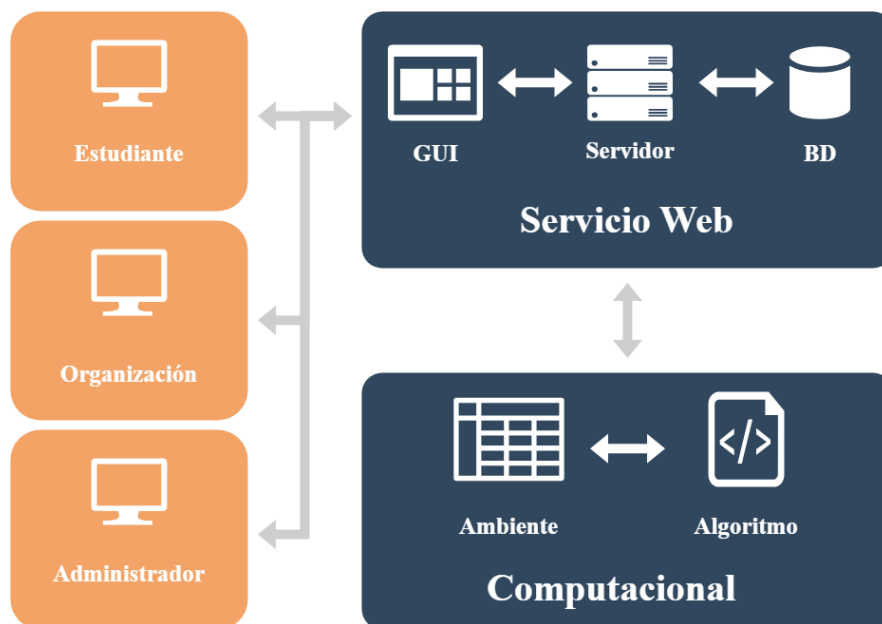 Estudiante
Organización
Administrador
GUI
Servidor
BD
Servicio Web
Ambiente
</>
Algoritmo
Computacional